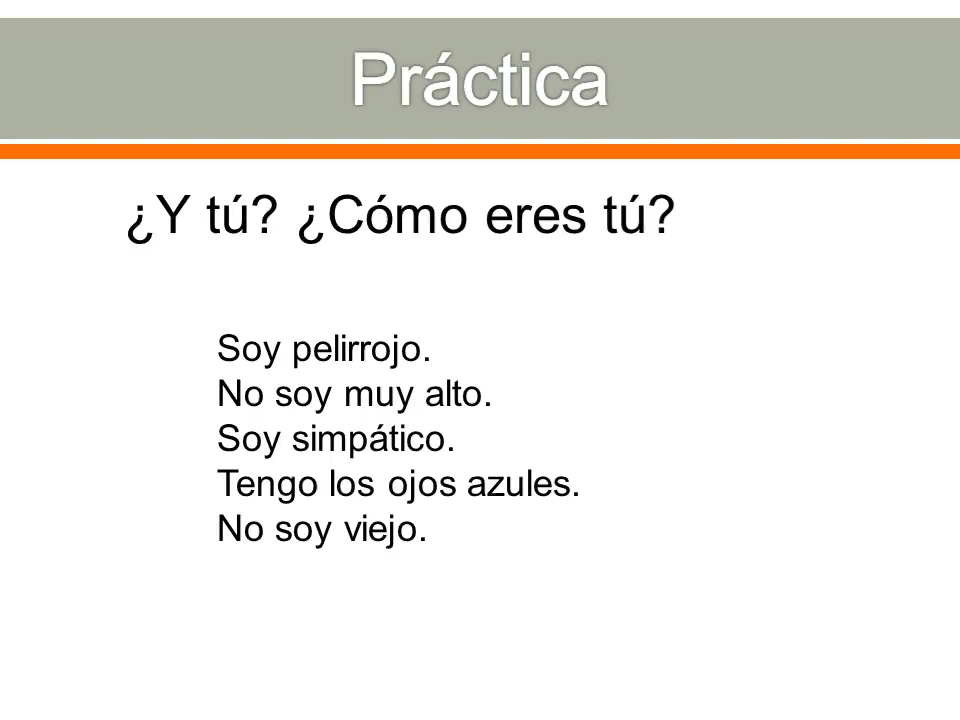 Práctica
¿Y tú? ¿Cómo eres tú?
Soy pelirrojo.
No soy muy alto.
Soy simpático.
Tengo los ojos azules.
No soy viejo.